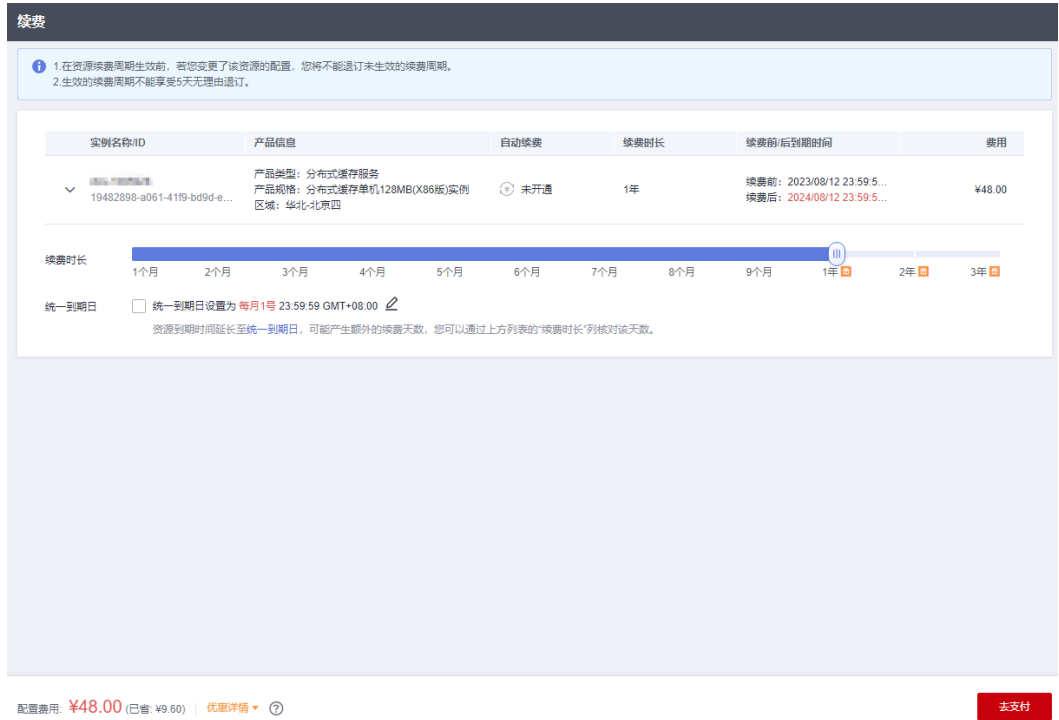 续费
1.在资源续费周期生效前，若您变更了该资源的配置，您将不能退订未生效的续费周期。
2.生效的续费周期不能享受5天无理由退订。
实例名称/ID 产品信息 自动续费 续费时长 续费前/后到期时间 费用
产品类型：分布式缓存服务
产品规格：分布式缓存单机128MB(X86版)实例
区域：华北-北京四
19482898-a061-41f9-bd9d-e...
未开通
1年
续费前：2023/08/12 23:59:5...
续费后：2024/08/12 23:59:5...
¥48.00
续费时长
1个月 2个月 3个月 4个月 5个月 6个月 7个月 8个月 9个月 1年 2年 3年
统一到期日 统一到期日设置为 每月1号 23:59:59 GMT+08:00
资源到期时间延长至统一到期日，可能产生额外的续费天数，您可以通过上方列表的“续费时长”列核对该天数。
配置费用: ¥48.00 (已省: ¥9.60) 优惠详情 去支付